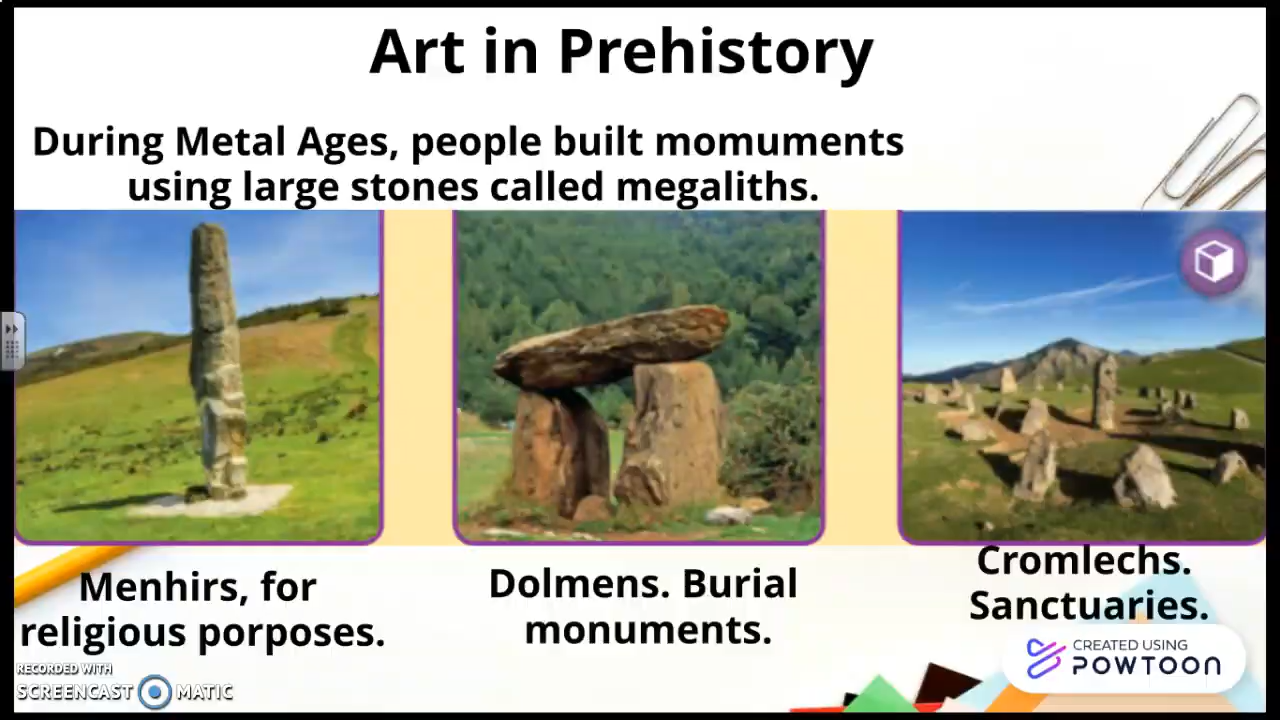 Art in Prehistory
During Metal Ages, people built momuments
using large stones called megaliths.
Menhirs, for
religious porposes.
Dolmens. Burial
monuments.
Cromlechs.
Sanctuaries.
RECORDED WITH
SCREENCAST MATIC
CREATED USING
POWTOON